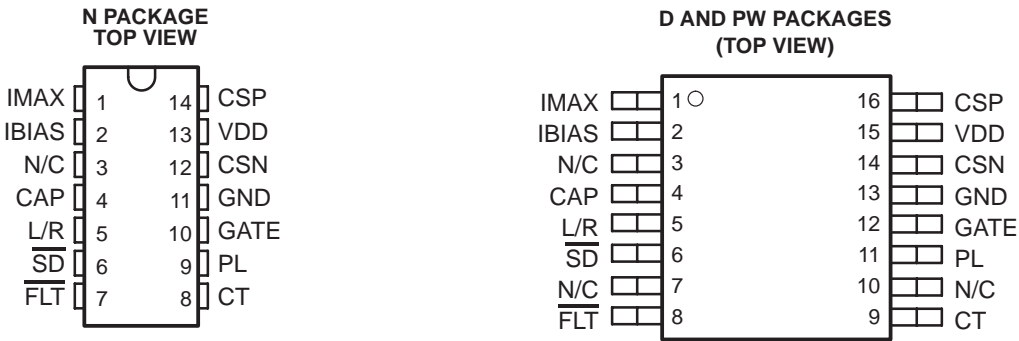 N PACKAGE
TOP VIEW
IMAX 1 14 CSP
IBIAS 2 13 VDD
N/C 3 12 CSN
CAP 4 11 GND
L/R 5 10 GATE
SD 6 9 PL
FLT 7 8 CT
D AND PW PACKAGES
(TOP VIEW)
IMAX 1 16 CSP
IBIAS 2 15 VDD
N/C 3 14 CSN
CAP 4 13 GND
L/R 5 12 GATE
SD 6 11 PL
N/C 7 10 N/C
FLT 8 9 CT